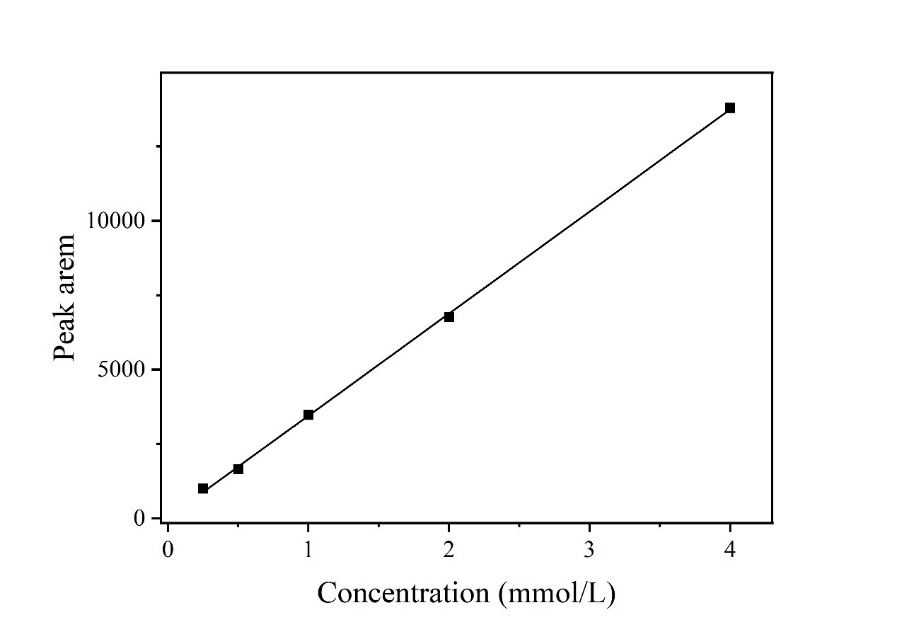 10000
5000
0
Peak arem
0 1 2 3 4
Concentration (mmol/L)